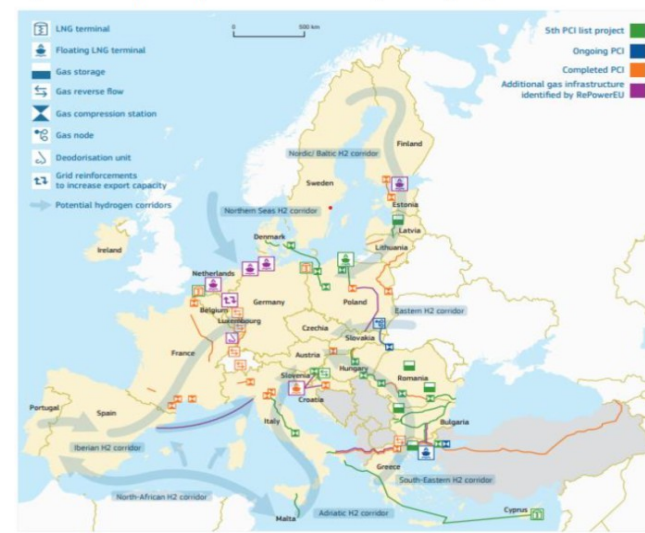 LNG terminal
Floating LNG terminal
Gas storage
Gas reverse flow
Gas compression station
Gas node
Deodorisation unit
Grid reinforcements
to increase export capacity
Potential hydrogen corridors
0
500 km
5th PCI list project
Ongoing PCI
Completed PCI
Additional gas infrastructure
identified by RePowerEU
Finland
Nordic/ Baltic H2 corridor
Sweden
Estonia
Northern Seas H2 corridor
Latvia
Denmark
Lithuania
Ireland
Netherlands
Poland
Germany
Belgium
Eastern H2 corridor
Luxembourg
Czechia
Slovakia
France
Austria
Hungary
Slovenia
Romania
Croatia
Portugal
Spain
Italy
Bulgaria
Iberian H2 corridor
Greece
South-Eastern H2 corridor
North-African H2 corridor
Malta
Adriatic H2 corridor
Cyprus